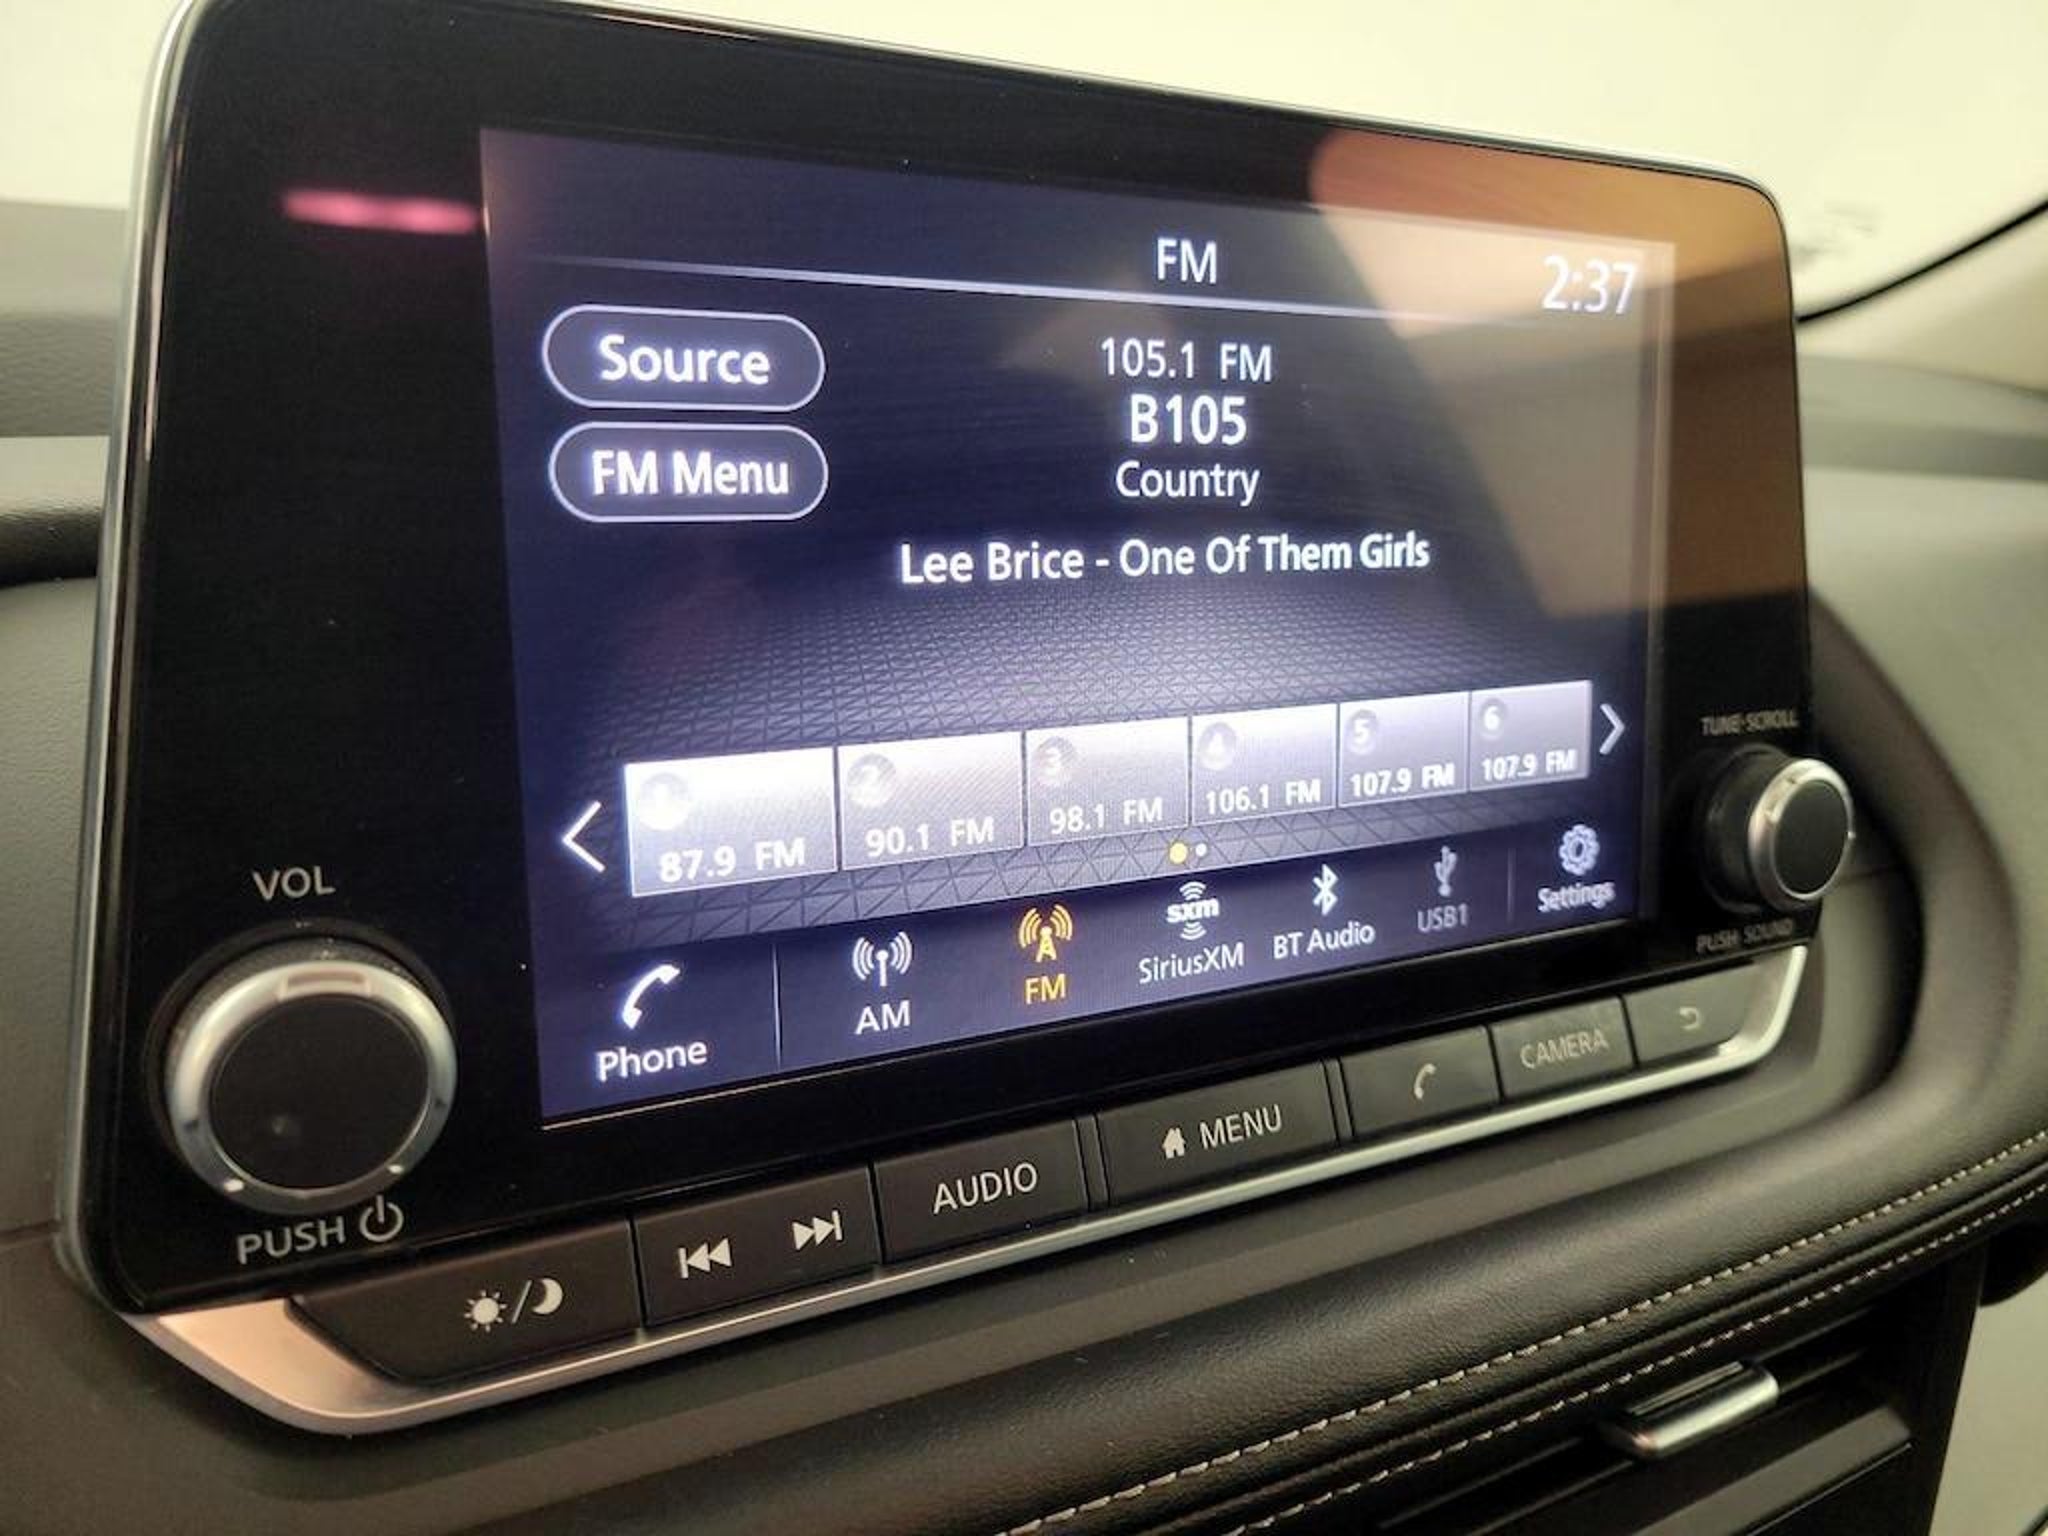 FM
2:37
Source
105.1 FM
B105
FM Menu
Country
Lee Brice - One Of Them Girls
1
87.9 FM
2
90.1 FM
3
98.1 FM
4
106.1 FM
5
107.9 FM
6
107.9 FM
TUNE·SCROLL
PUSH SOUND
VOL
PUSH
Phone
AM
FM
sxm
SiriusXM
BT Audio
USB1
Settings
AUDIO
MENU
CAMERA